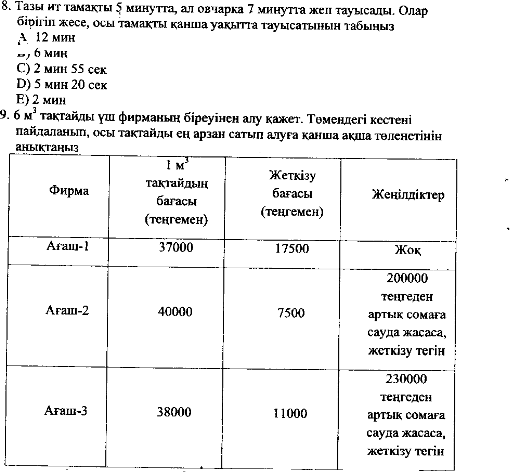 8. Тазы ит тамақты 5 минутта, ал овчарка 7 минутта жеп тауысады. Олар
бірігіп жесе, осы тамақты қанша уақытта тауысатынын табыңыз
А 12 мин
6 мин
C) 2 мин 55 сек
D) 5 мин 20 сек
E) 2 мин
9. 6 м³ тақтайды үш фирманың біреуінен алу қажет. Төмендегі кестені
пайдаланып, осы тақтайды ең арзан сатып алуға қанша ақша төленетінін
анықтаңыз
Фирма
1 м³
тақтайдың
бағасы
(теңгемен)
Жеткізу
бағасы
(теңгемен)
Жеңілдіктер
Ағаш-1 37000 17500 Жоқ
Ағаш-2 40000 7500
200000
теңгеден
артық сомаға
сауда жасаса,
жеткізу тегін
Ағаш-3 38000 11000
230000
теңгеден
артық сомаға
сауда жасаса,
жеткізу тегін